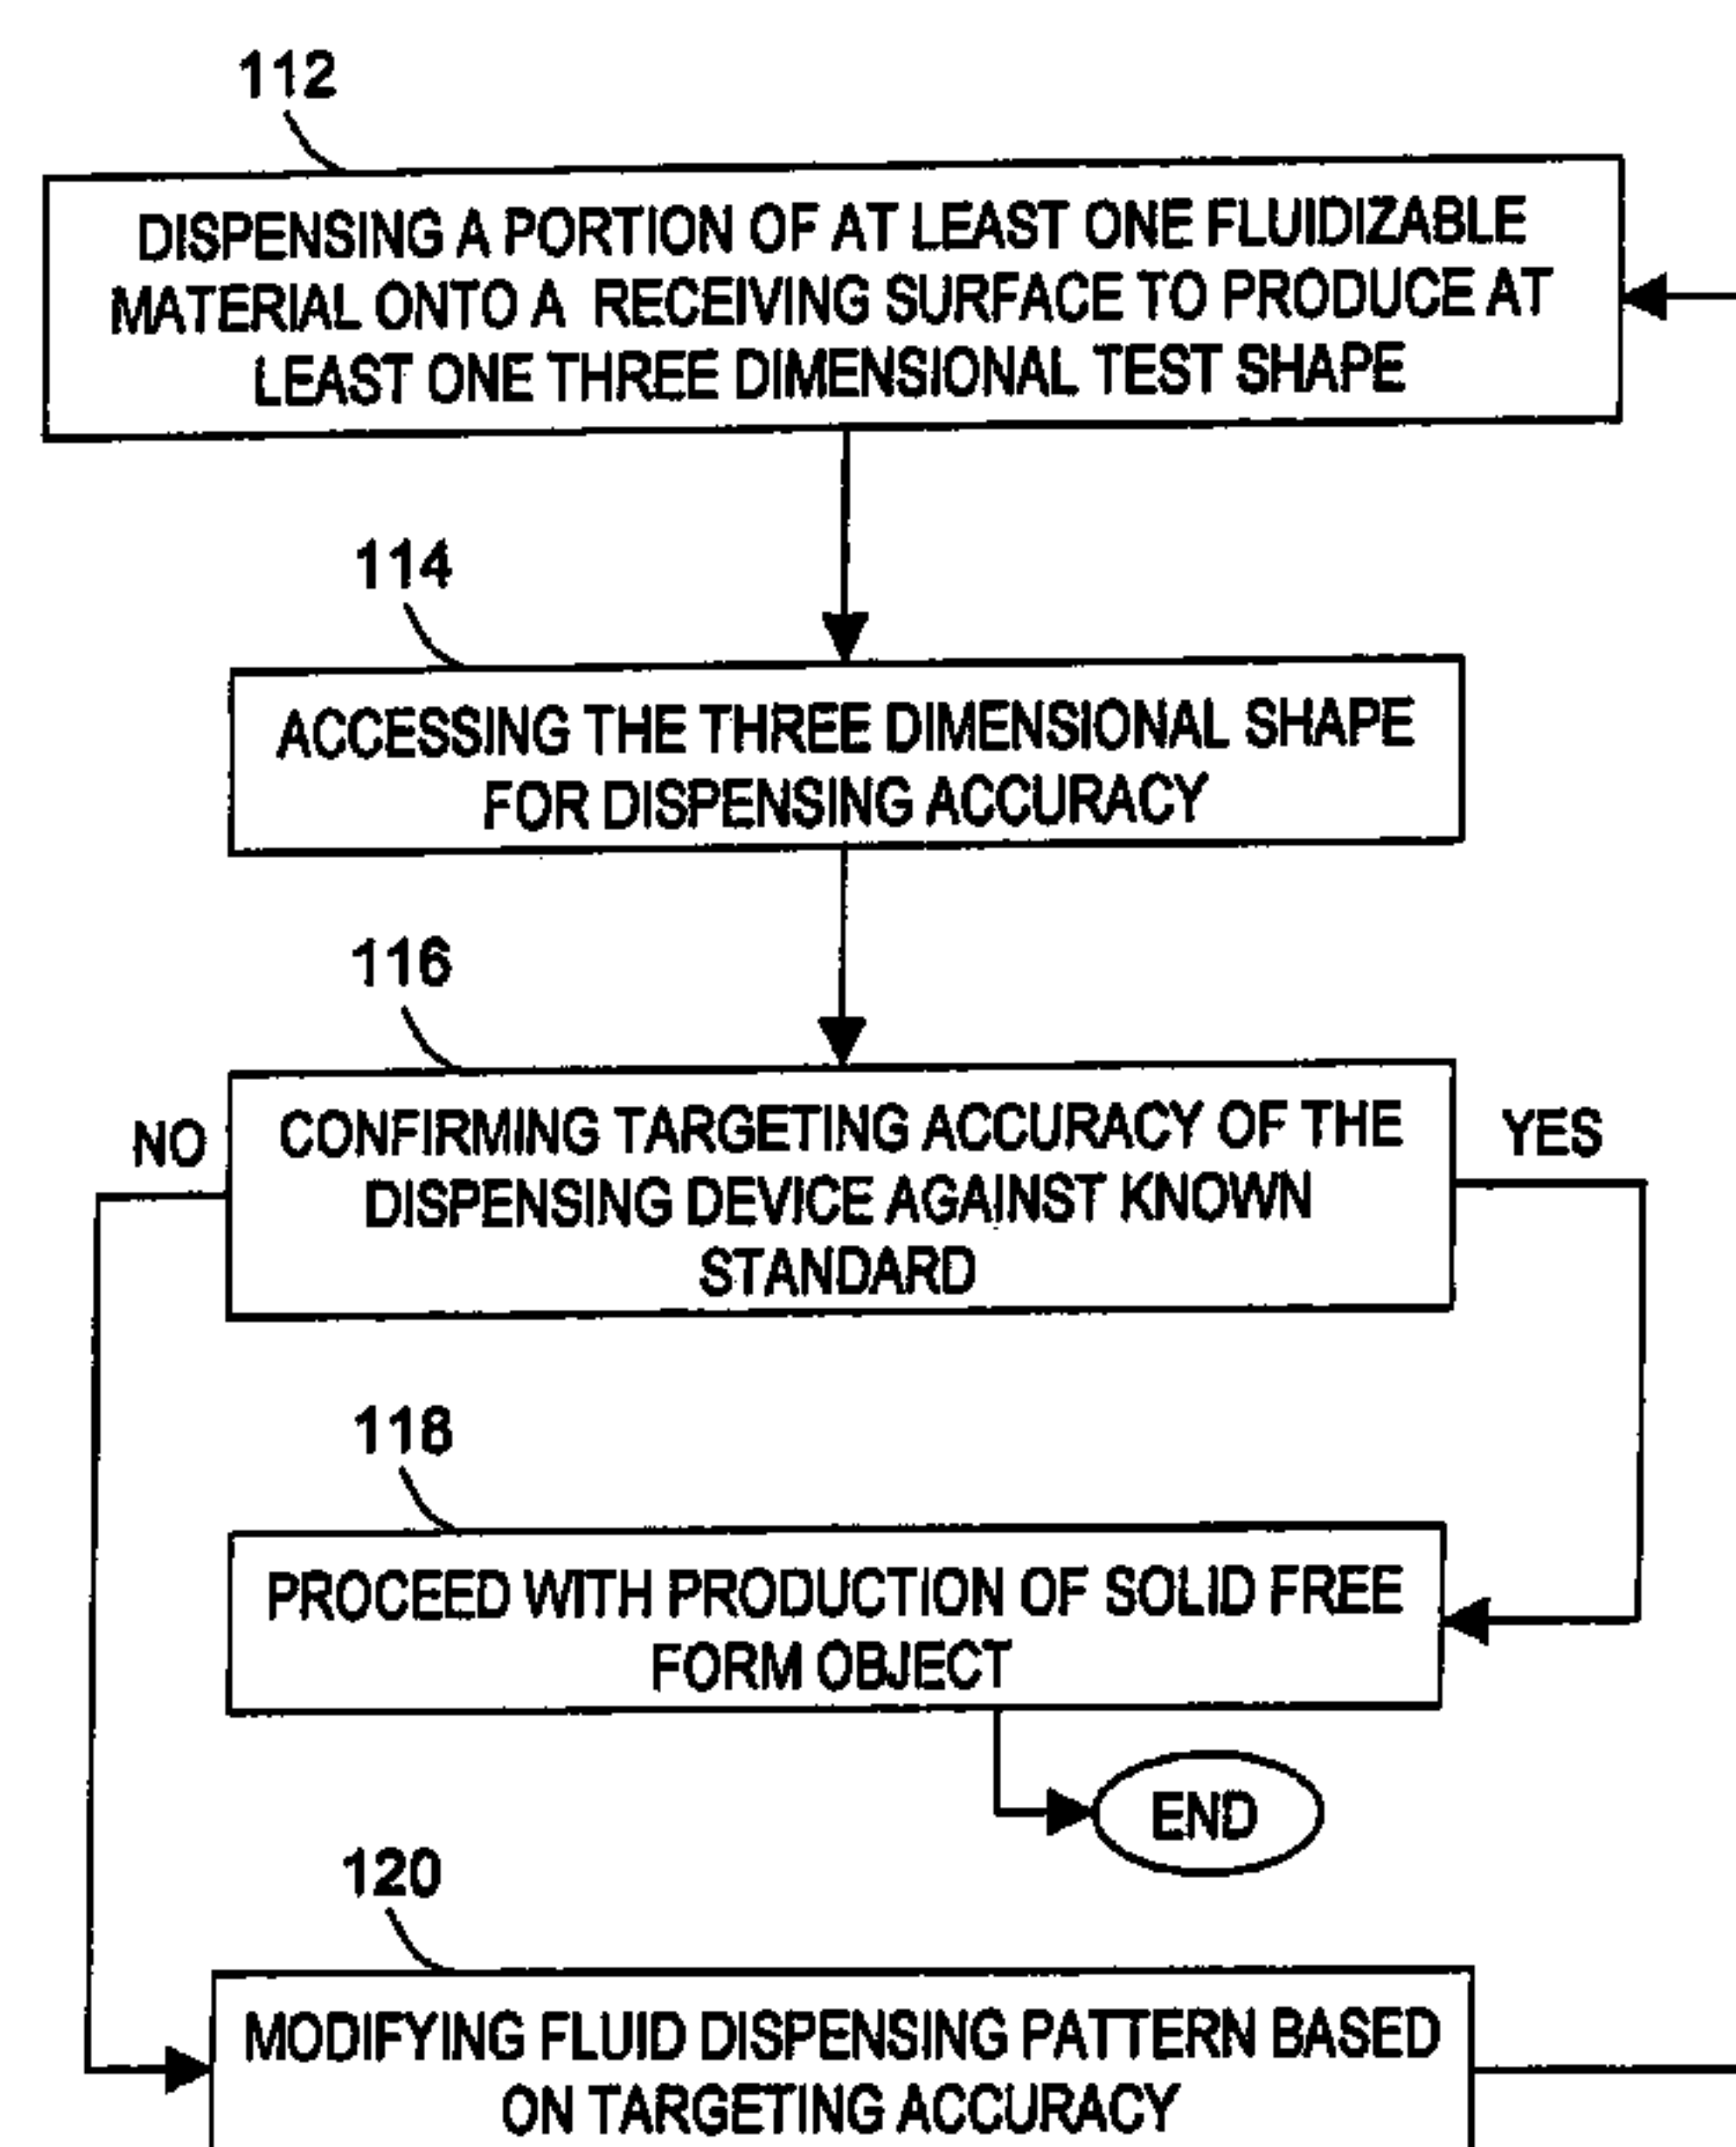 112
DISPENSING A PORTION OF AT LEAST ONE FLUIDIZABLE
MATERIAL ONTO A RECEIVING SURFACE TO PRODUCE AT
LEAST ONE THREE DIMENSIONAL TEST SHAPE
114
ACCESSING THE THREE DIMENSIONAL SHAPE
FOR DISPENSING ACCURACY
116
NO
CONFIRMING TARGETING ACCURACY OF THE
DISPENSING DEVICE AGAINST KNOWN
STANDARD
YES
118
PROCEED WITH PRODUCTION OF SOLID FREE
FORM OBJECT
END
120
MODIFYING FLUID DISPENSING PATTERN BASED
ON TARGETING ACCURACY